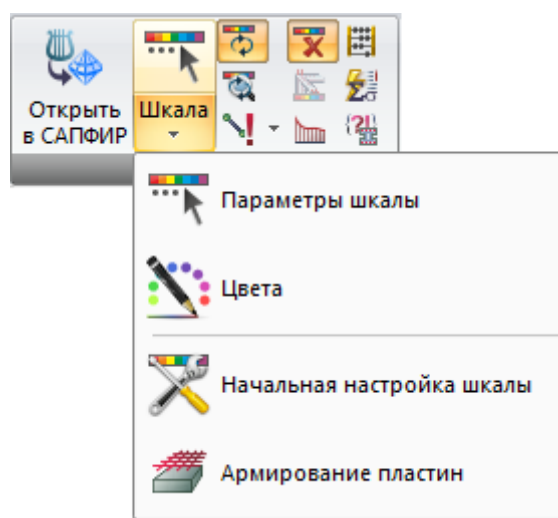 Открыть
в САПФИР
Шкала
Параметры шкалы
Цвета
Начальная настройка шкалы
Армирование пластин